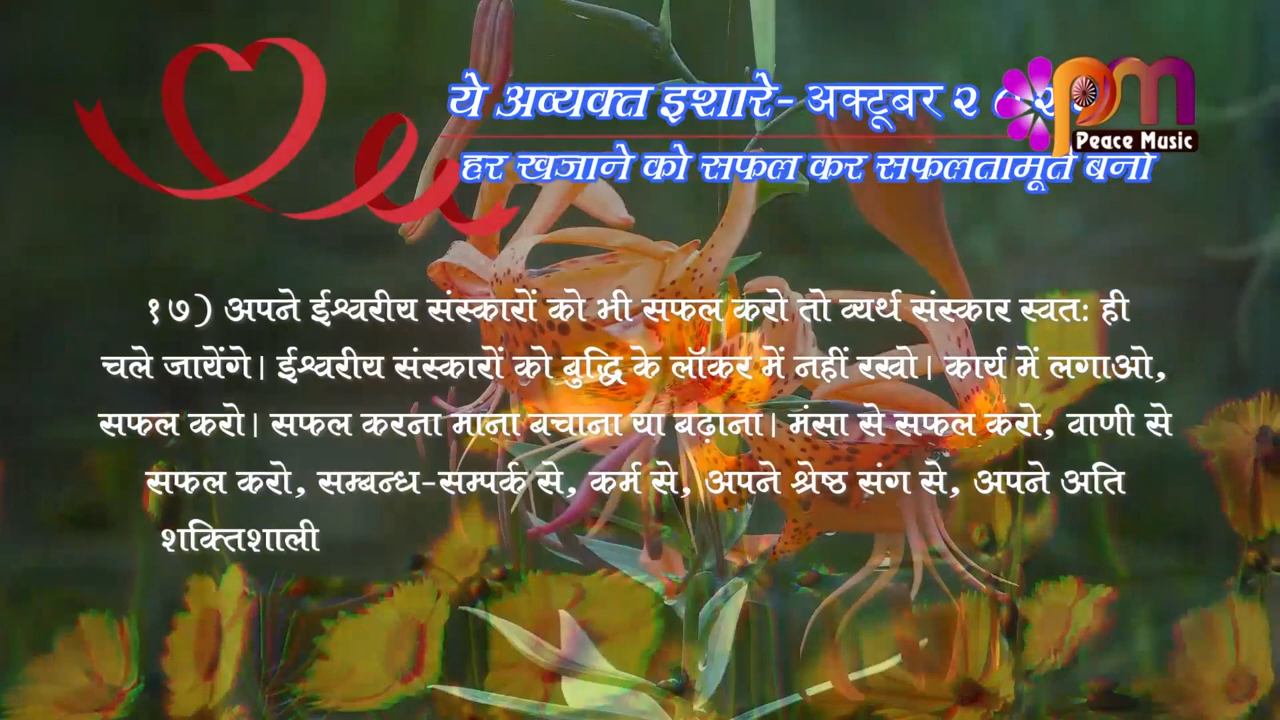 ये अव्यक्त इशारे- अक्टूबर २
pm
Peace Music
हर खजाने को सफल कर सफलतामूर्त बनो
१७) अपने ईश्वरीय संस्कारों को भी सफल करो तो व्यर्थ संस्कार स्वत: ही
चले जायेंगे। ईश्वरीय संस्कारों को बुद्धि के लॉकर में नहीं रखो। कार्य में लगाओ,
सफल करो। सफल करना माना बचाना या बढ़ाना। मंसा से सफल करो, वाणी से
सफल करो, सम्बन्ध-सम्पर्क से, कर्म से, अपने श्रेष्ठ संग से, अपने अति
शक्तिशाली